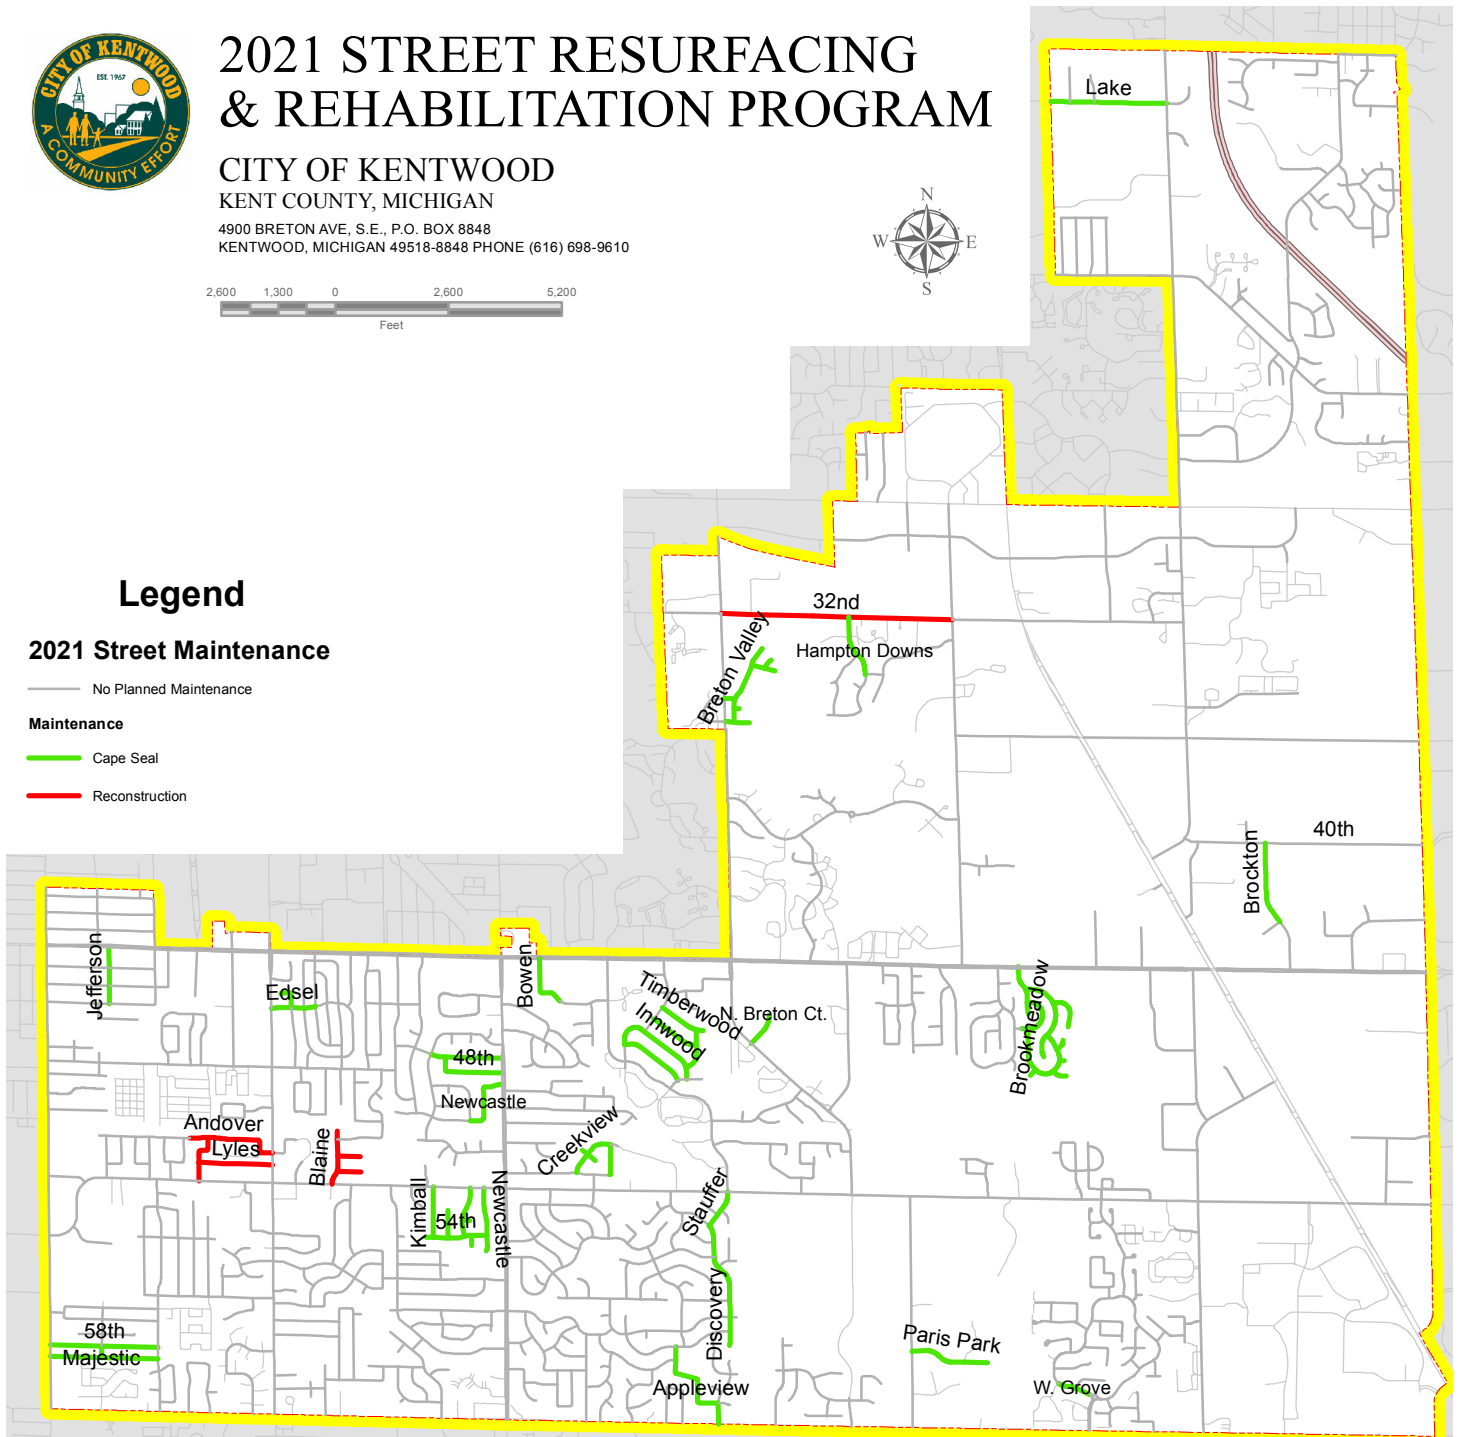 CITY OF KENTWOOD
EST. 1967
A COMMUNITY EFFORT
2021 STREET RESURFACING
& REHABILITATION PROGRAM
CITY OF KENTWOOD
KENT COUNTY, MICHIGAN
4900 BRETON AVE, S.E., P.O. BOX 8848
KENTWOOD, MICHIGAN 49518-8848 PHONE (616) 698-9610
2,600 1,300 0 2,600 5,200
Feet
N
W E
S
Legend
2021 Street Maintenance
No Planned Maintenance
Maintenance
Cape Seal
Reconstruction
Lake
32nd
Breton Valley
Hampton Downs
40th
Brockton
Jefferson
Edsel
Bowen
Timberwood
Innwood
N. Breton Ct.
Brookmeadow
48th
Newcastle
Andover
Lyles
Blaine
Creekview
Kimball
54th
Newcastle
Stauffer
Discovery
58th
Majestic
Appleview
Paris Park
W. Grove